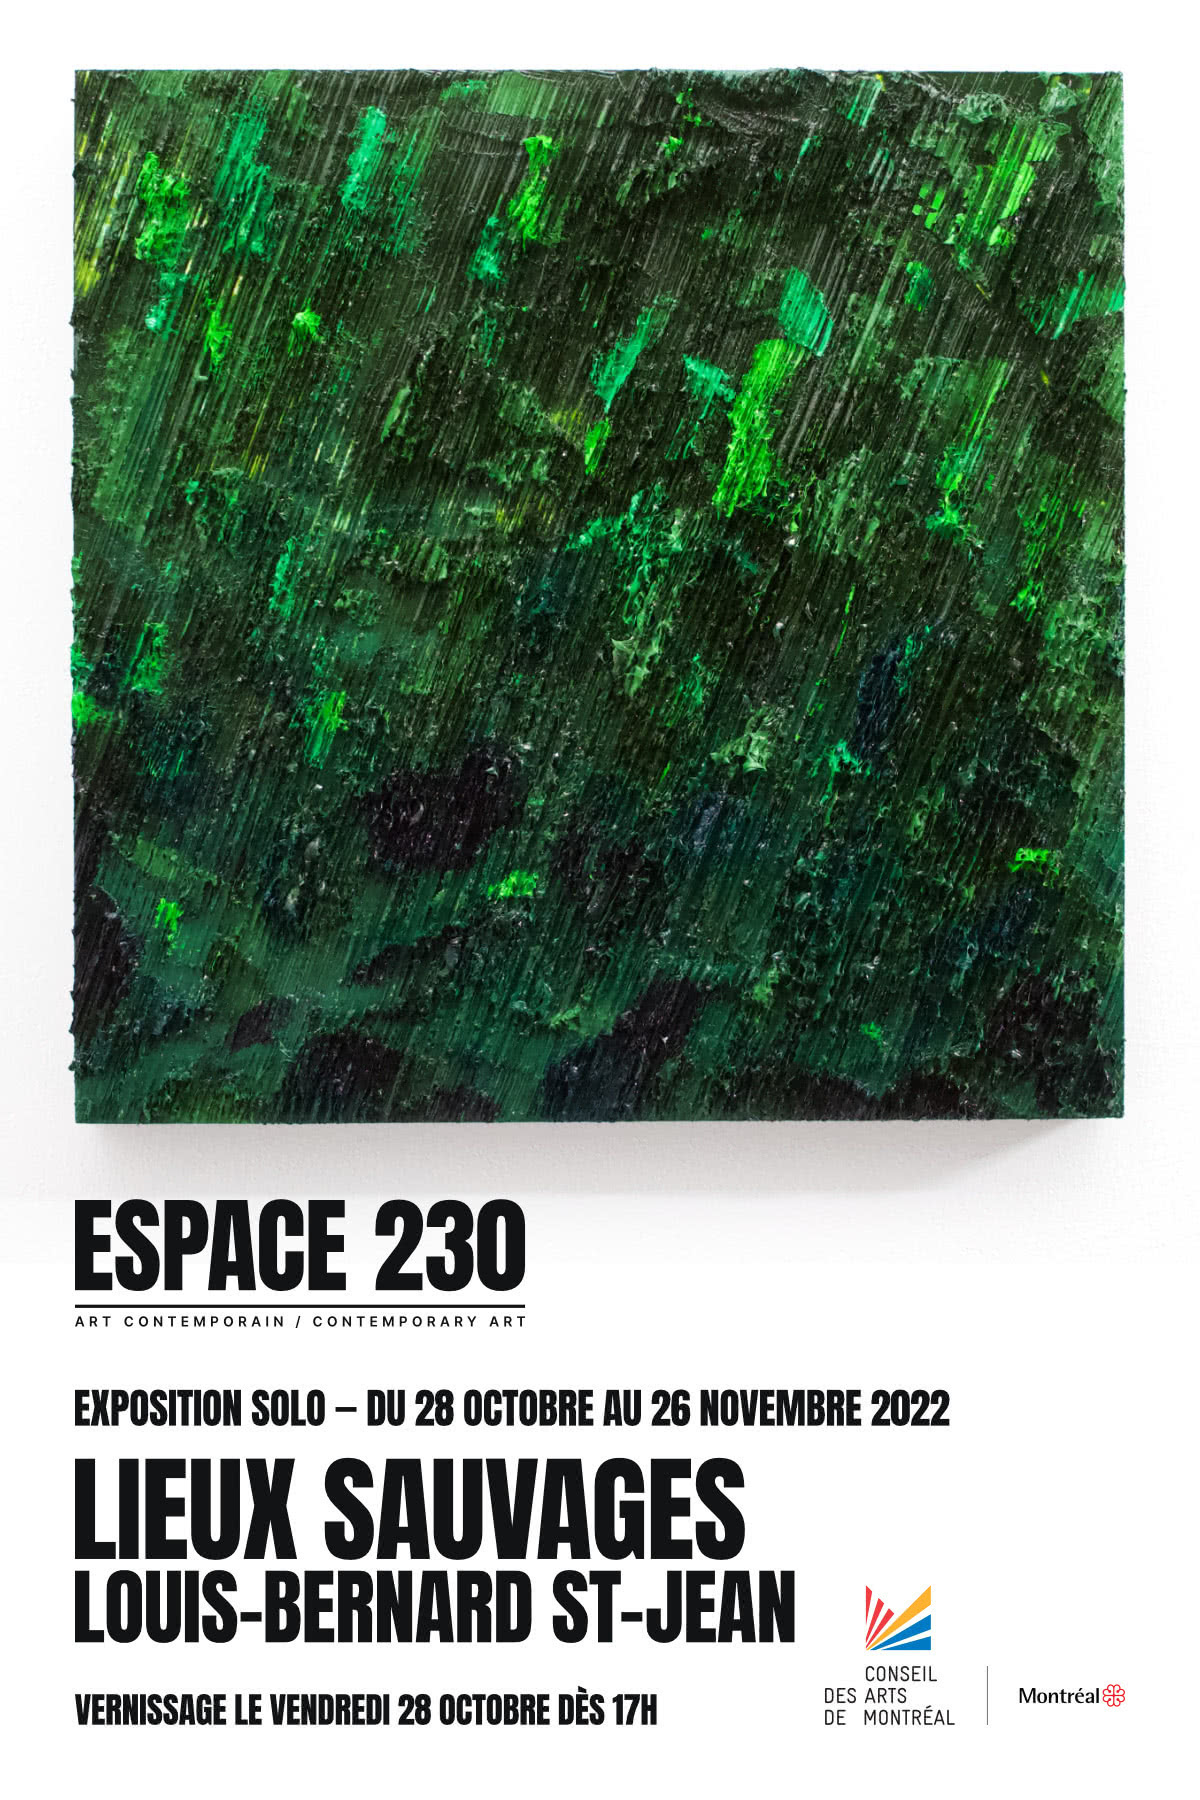 ESPACE 230
ART CONTEMPORAIN / CONTEMPORARY ART
EXPOSITION SOLO – DU 28 OCTOBRE AU 26 NOVEMBRE 2022
LIEUX SAUVAGES
LOUIS-BERNARD ST-JEAN
VERNISSAGE LE VENDREDI 28 OCTOBRE DÈS 17H
CONSEIL
DES ARTS
DE MONTRÉAL
Montréal